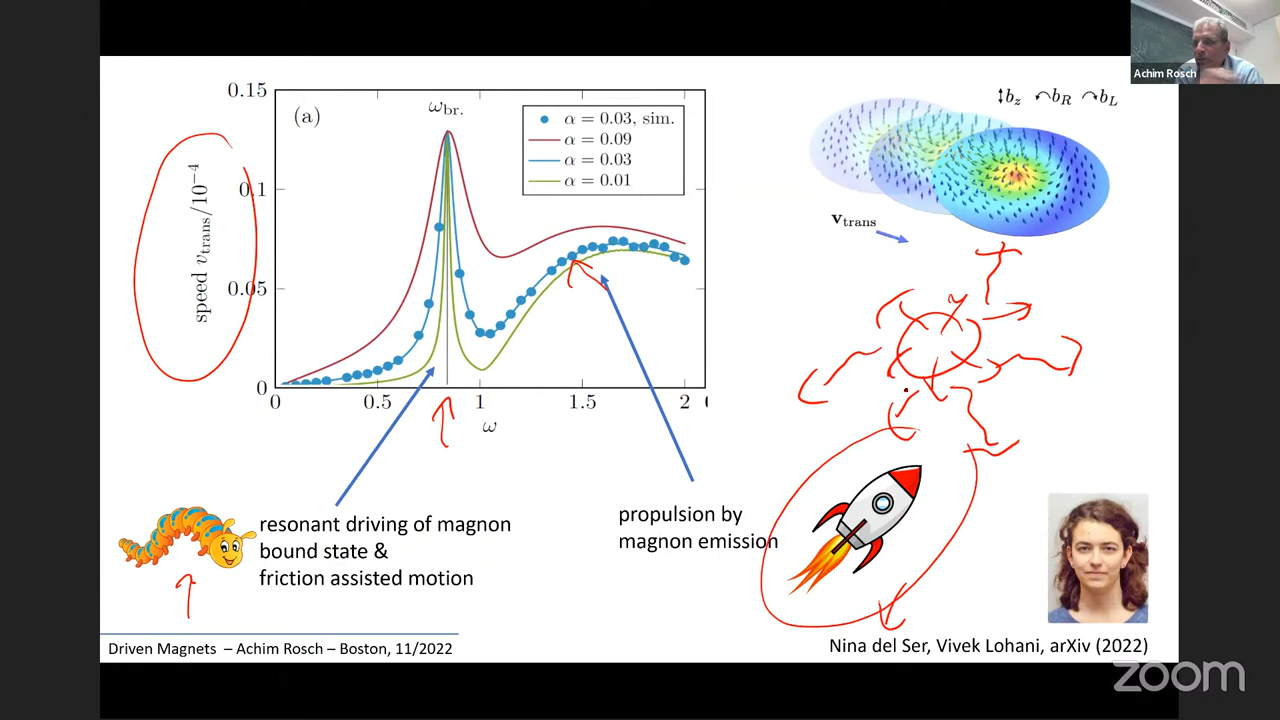 Achim Rosch
0.15
0.1
0.05
0
speed v_trans/10⁻⁴
(a)
ω_br.
α = 0.03, sim.
α = 0.09
α = 0.03
α = 0.01
0 0.5 1 1.5 2
ω
↕b_z ↶b_R ↷b_L
v_trans
resonant driving of magnon
bound state &
friction assisted motion
propulsion by
magnon emission
Driven Magnets – Achim Rosch – Boston, 11/2022
Nina del Ser, Vivek Lohani, arXiv (2022)
zoom